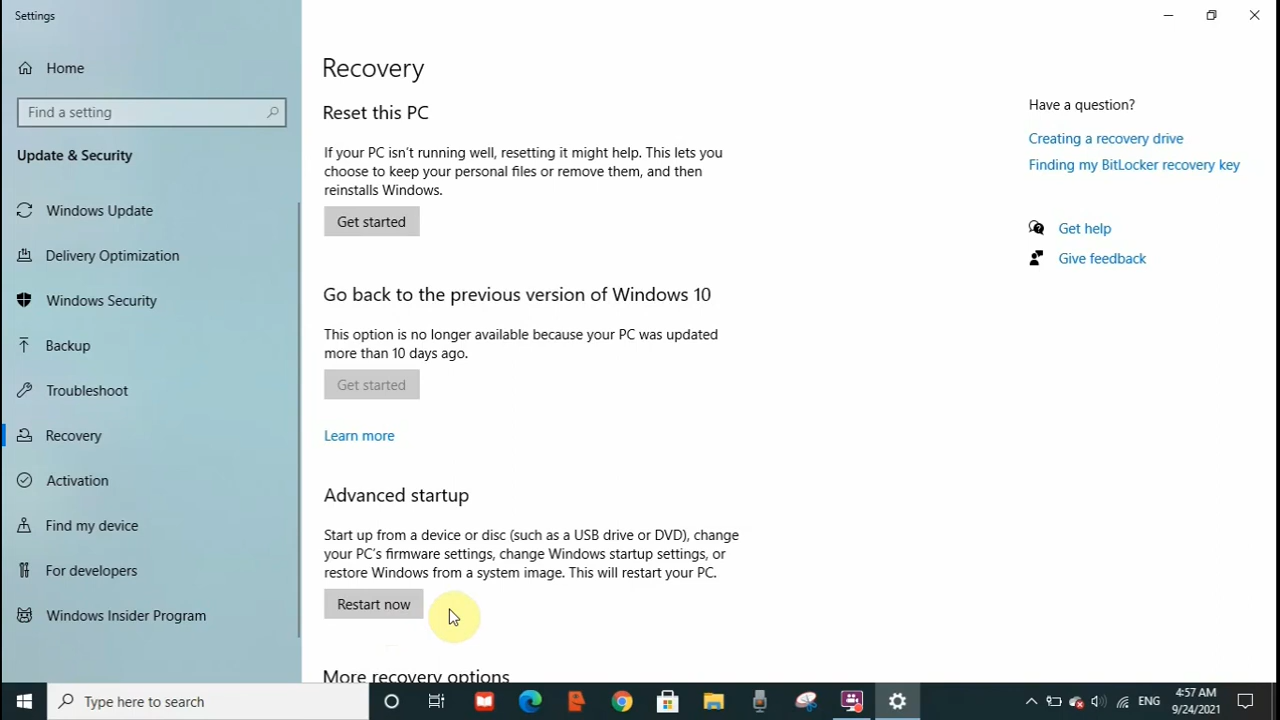 Settings
Home
Find a setting
Update & Security
Windows Update
Delivery Optimization
Windows Security
Backup
Troubleshoot
Recovery
Activation
Find my device
For developers
Windows Insider Program
Recovery
Reset this PC
If your PC isn't running well, resetting it might help. This lets you
choose to keep your personal files or remove them, and then
reinstalls Windows.
Get started
Go back to the previous version of Windows 10
This option is no longer available because your PC was updated
more than 10 days ago.
Get started
Learn more
Advanced startup
Start up from a device or disc (such as a USB drive or DVD), change
your PC's firmware settings, change Windows startup settings, or
restore Windows from a system image. This will restart your PC.
Restart now
More recovery options
Have a question?
Creating a recovery drive
Finding my BitLocker recovery key
Get help
Give feedback
Type here to search
ENG
4:57 AM
9/24/2021